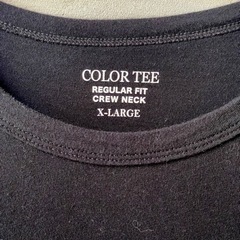 COLOR TEE
REGULAR FIT
CREW NECK
X-LARGE